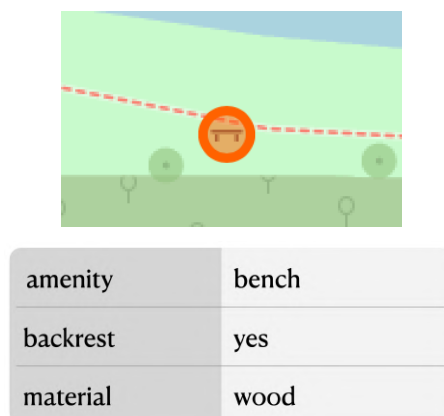 amenity bench
backrest yes
material wood